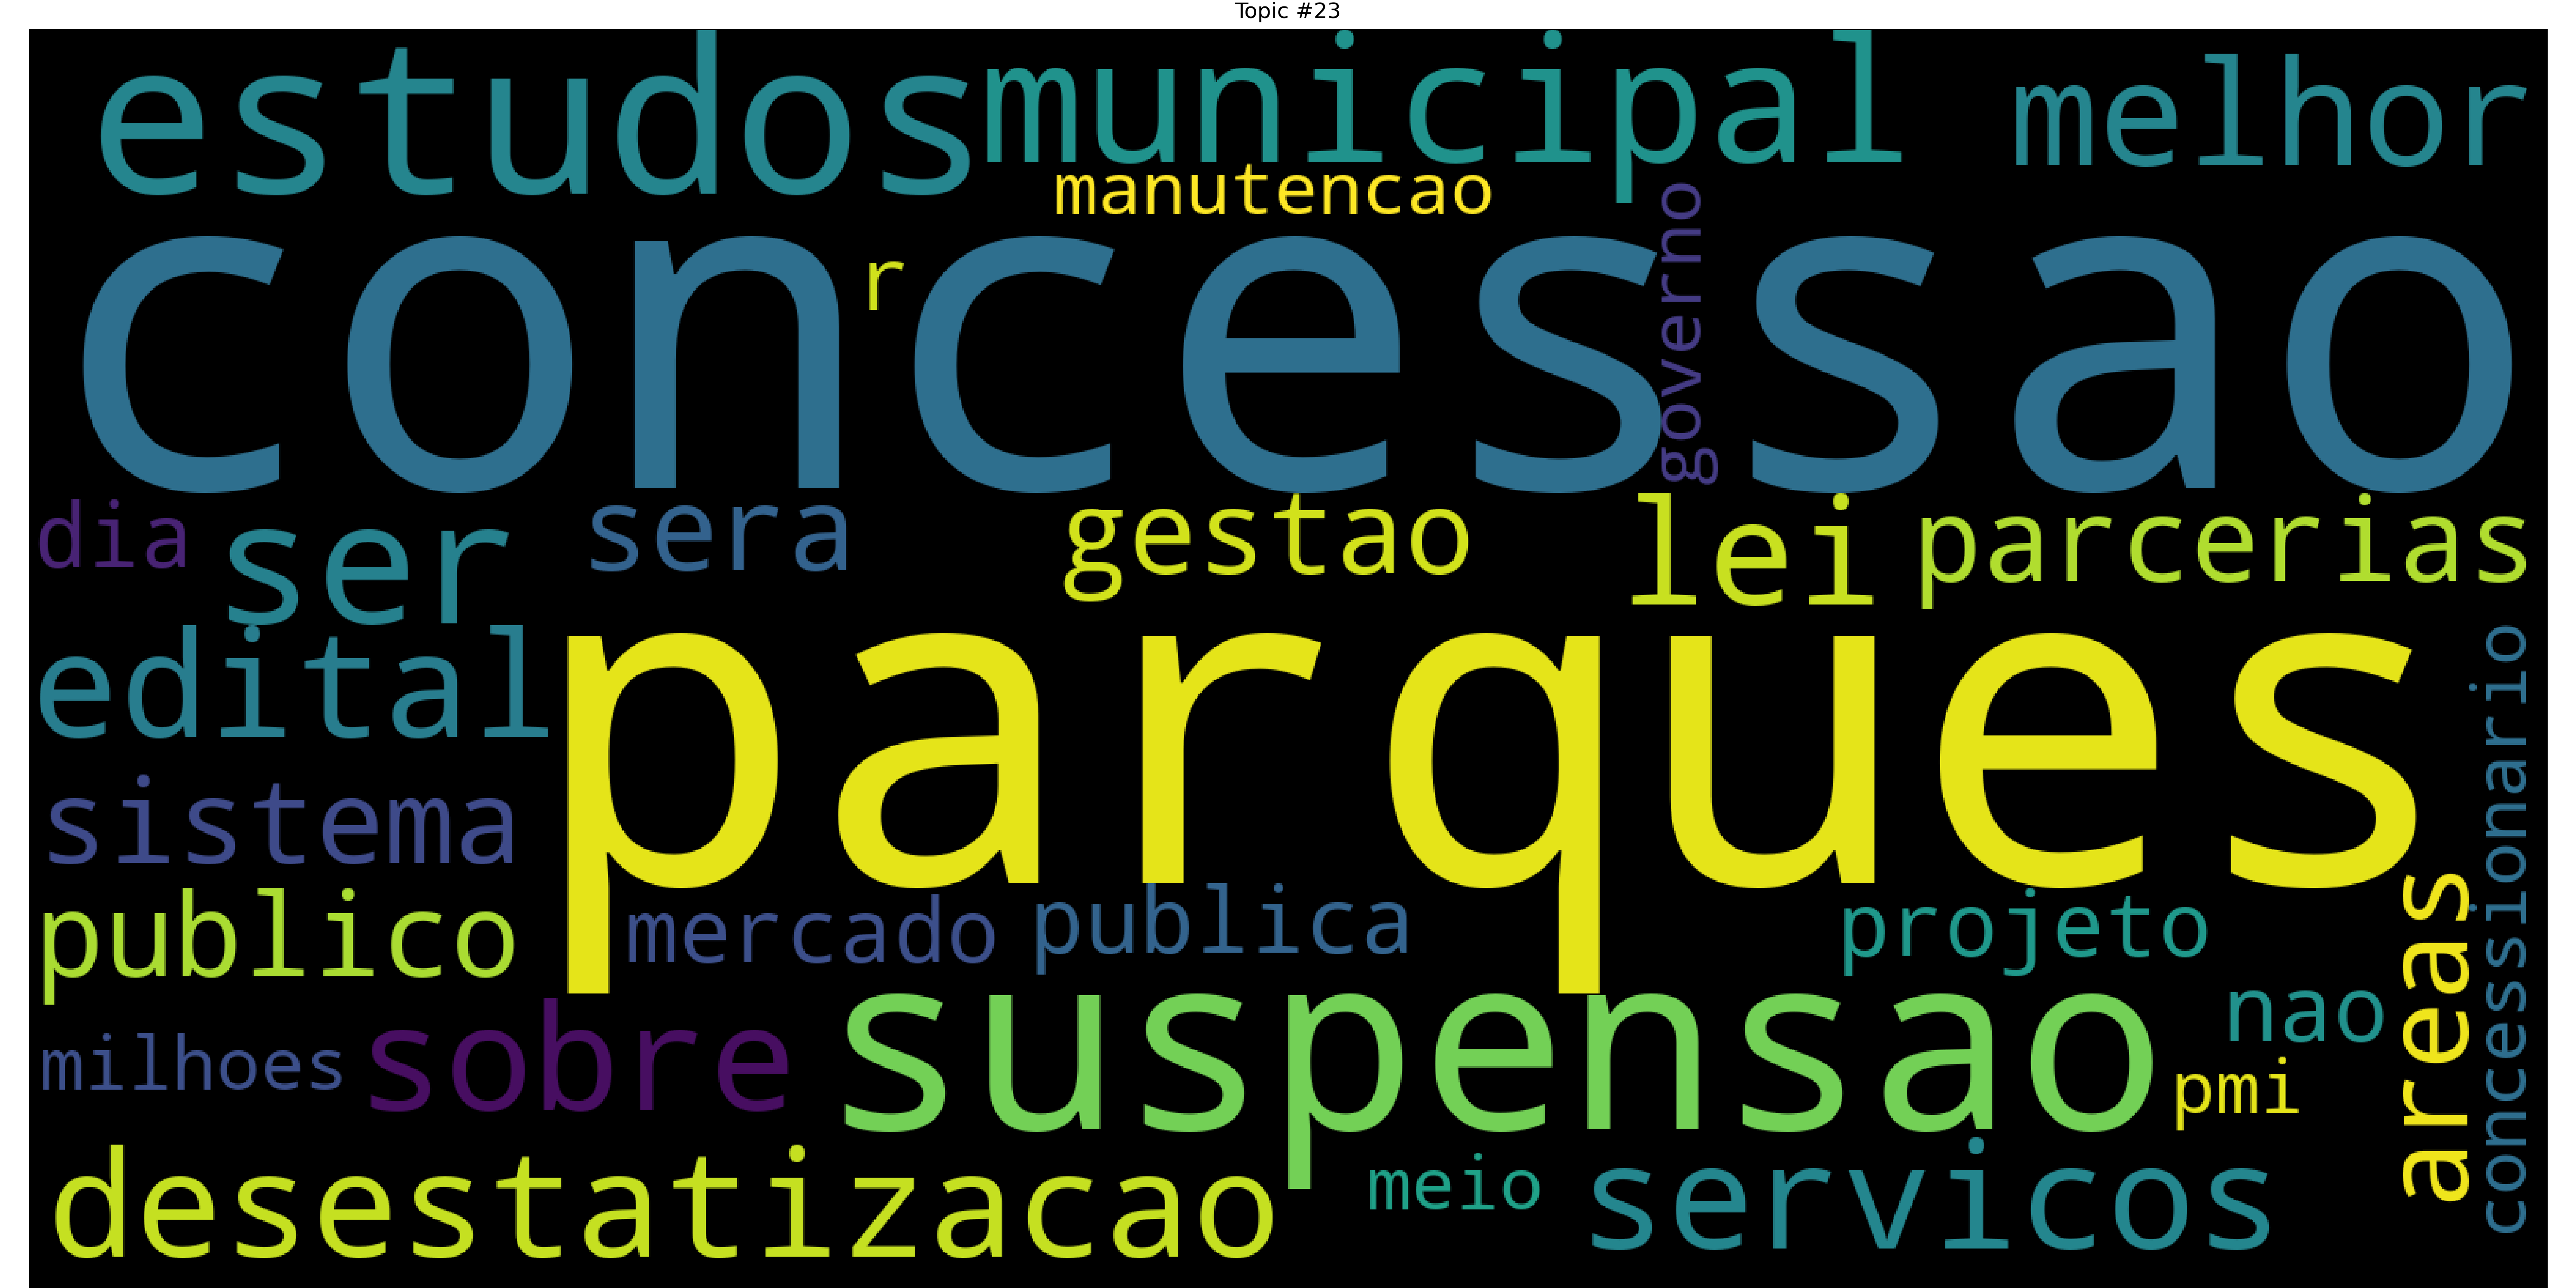 Topic #23
estudos
municipal
melhor
manutencao
governo
concessao
r
dia
ser
sera
gestao
lei
parcerias
edital
parques
concessionario
sistema
publico
mercado
publica
projeto
areas
milhoes
sobre
suspensao
nao
pmi
desestatizacao
meio
servicos